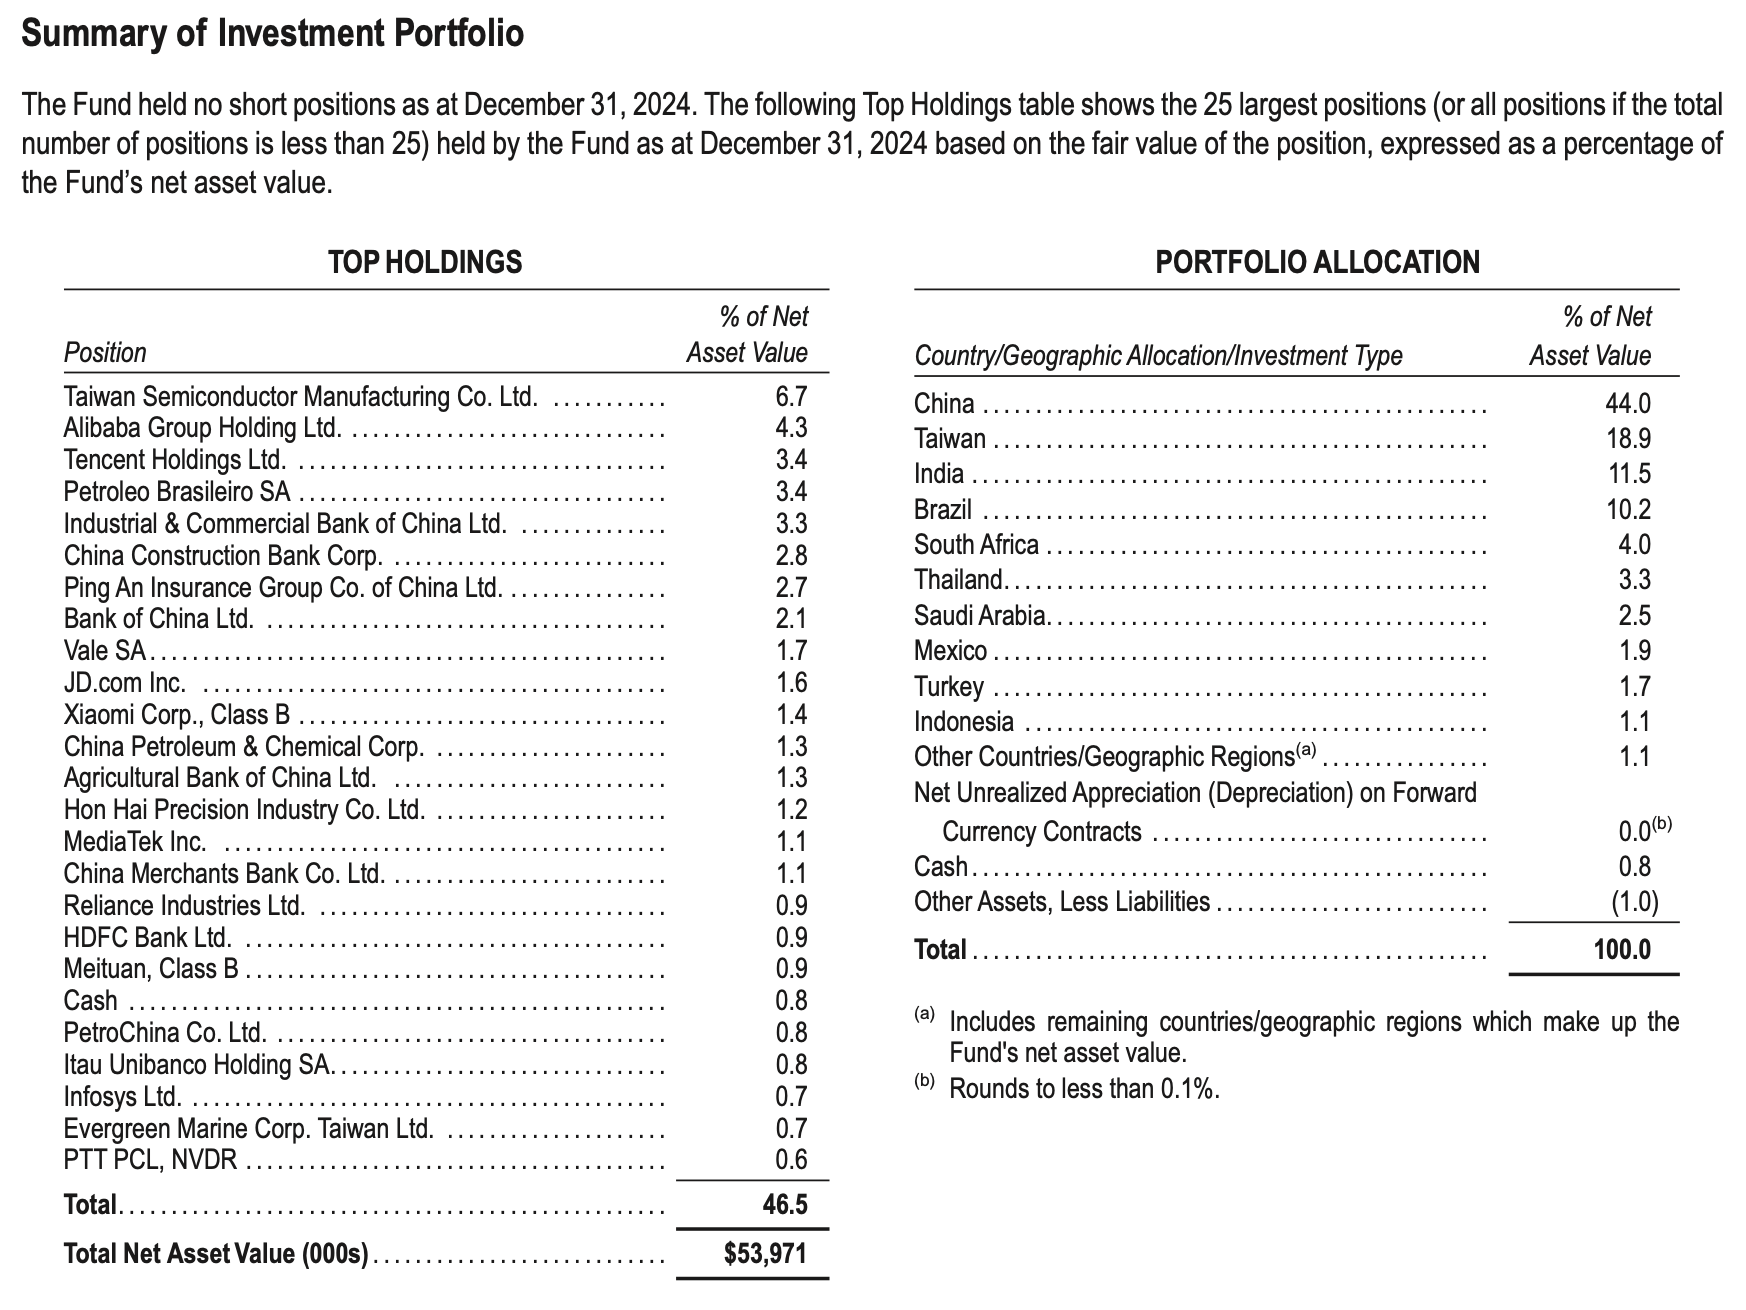 Summary of Investment Portfolio
The Fund held no short positions as at December 31, 2024. The following Top Holdings table shows the 25 largest positions (or all positions if the total
number of positions is less than 25) held by the Fund as at December 31, 2024 based on the fair value of the position, expressed as a percentage of
the Fund's net asset value.
TOP HOLDINGS
% of Net
Position Asset Value
Taiwan Semiconductor Manufacturing Co. Ltd. ........... 6.7
Alibaba Group Holding Ltd. .............................. 4.3
Tencent Holdings Ltd. ................................... 3.4
Petroleo Brasileiro SA ................................... 3.4
Industrial & Commercial Bank of China Ltd. .............. 3.3
China Construction Bank Corp. .......................... 2.8
Ping An Insurance Group Co. of China Ltd. ............... 2.7
Bank of China Ltd. ...................................... 2.1
Vale SA ................................................. 1.7
JD.com Inc. ............................................ 1.6
Xiaomi Corp., Class B ................................... 1.4
China Petroleum & Chemical Corp. ...................... 1.3
Agricultural Bank of China Ltd. .......................... 1.3
Hon Hai Precision Industry Co. Ltd. ...................... 1.2
MediaTek Inc. .......................................... 1.1
China Merchants Bank Co. Ltd. .......................... 1.1
Reliance Industries Ltd. ................................. 0.9
HDFC Bank Ltd. ........................................ 0.9
Meituan, Class B ........................................ 0.9
Cash ................................................... 0.8
PetroChina Co. Ltd. ..................................... 0.8
Itau Unibanco Holding SA ................................ 0.8
Infosys Ltd. ............................................. 0.7
Evergreen Marine Corp. Taiwan Ltd. ..................... 0.7
PTT PCL, NVDR ........................................ 0.6
Total .................................................... 46.5
Total Net Asset Value (000s) ............................ $53,971
PORTFOLIO ALLOCATION
% of Net
Country/Geographic Allocation/Investment Type Asset Value
China ................................................ 44.0
Taiwan ............................................... 18.9
India ................................................. 11.5
Brazil ................................................ 10.2
South Africa .......................................... 4.0
Thailand .............................................. 3.3
Saudi Arabia .......................................... 2.5
Mexico ............................................... 1.9
Turkey ............................................... 1.7
Indonesia ............................................ 1.1
Other Countries/Geographic Regions(a) ................ 1.1
Net Unrealized Appreciation (Depreciation) on Forward
Currency Contracts ................................ 0.0(b)
Cash ................................................. 0.8
Other Assets, Less Liabilities .......................... (1.0)
Total ................................................. 100.0
(a) Includes remaining countries/geographic regions which make up the
Fund's net asset value.
(b) Rounds to less than 0.1%.